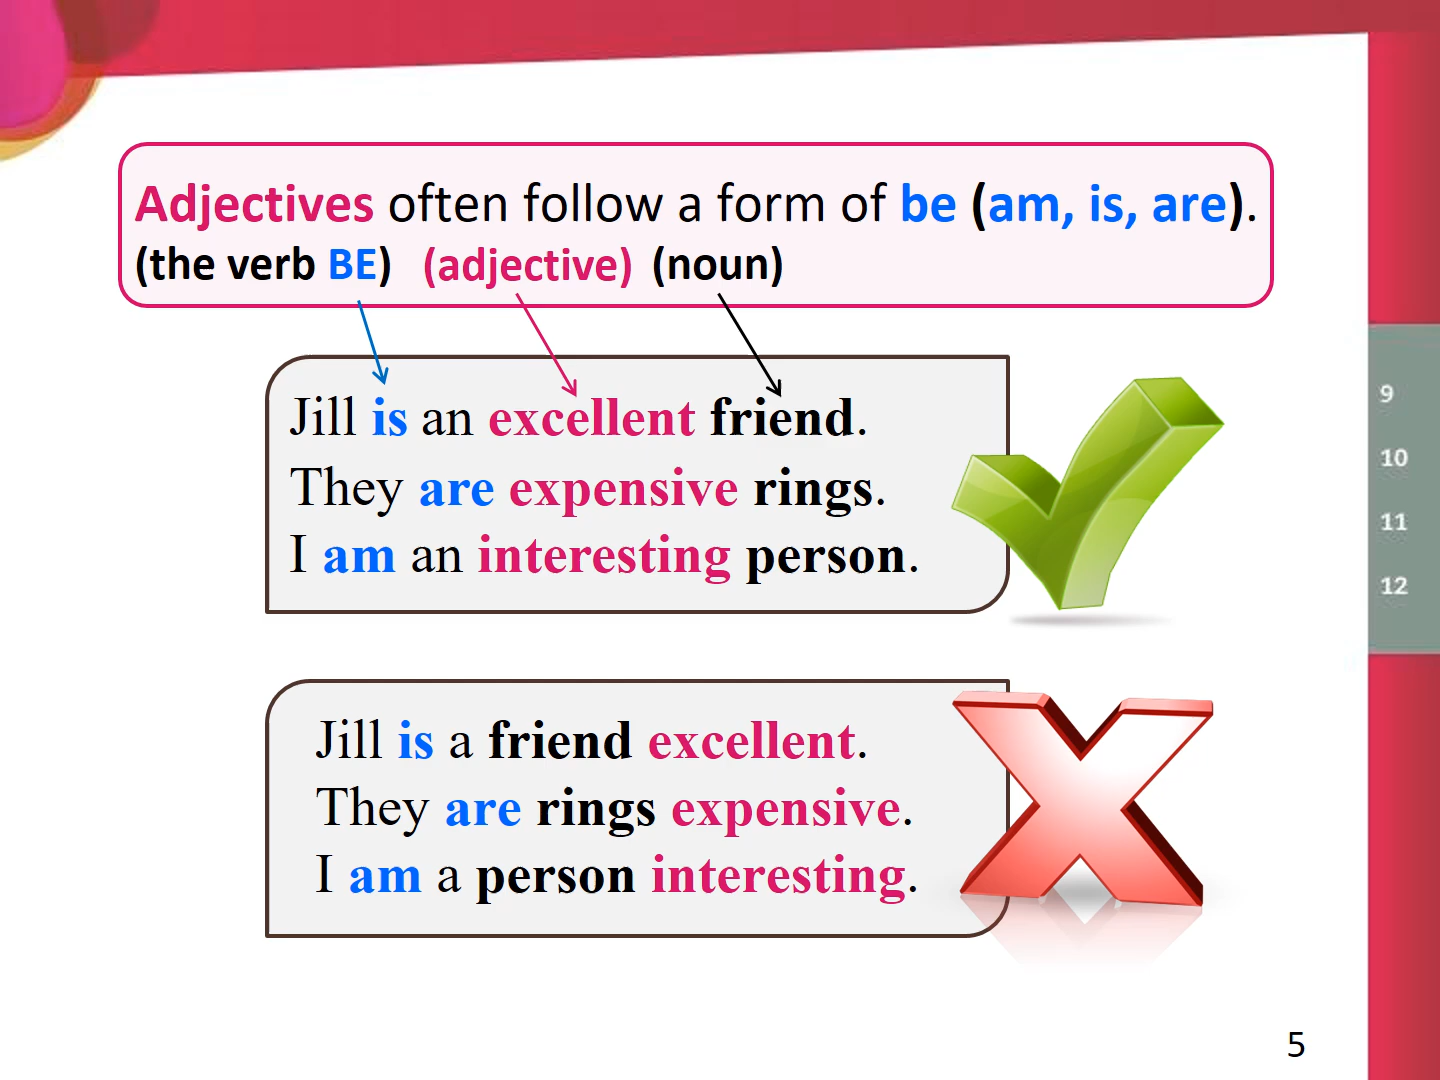 Adjectives often follow a form of be (am, is, are).
(the verb BE) (adjective) (noun)
Jill is an excellent friend.
They are expensive rings.
I am an interesting person.
Jill is a friend excellent.
They are rings expensive.
I am a person interesting.
9
10
11
12
5